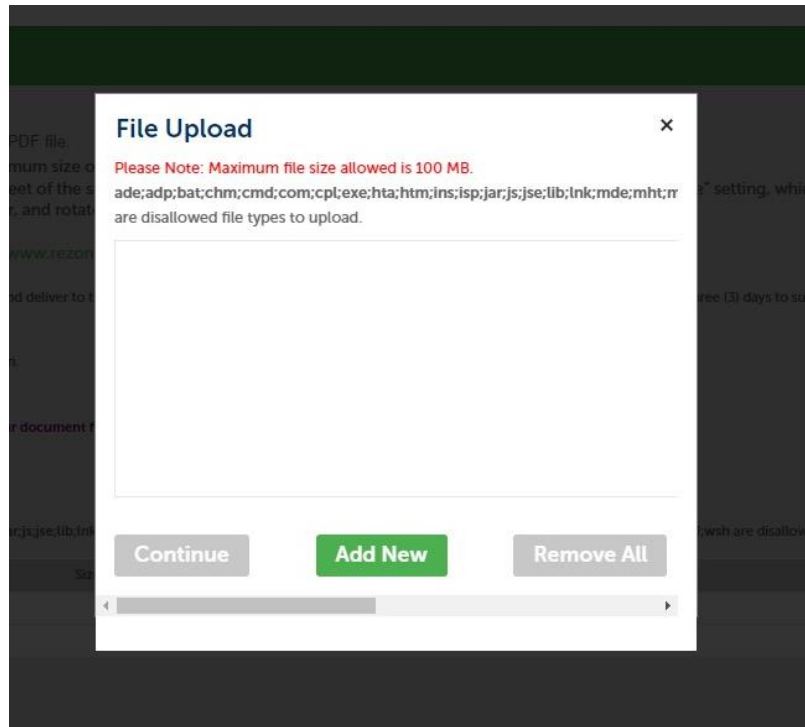 File Upload
×
Please Note: Maximum file size allowed is 100 MB.
ade;adp;bat;chm;cmd;com;cpl;exe;hta;htm;ins;isp;jar;js;jse;lib;lnk;mde;mht;m
are disallowed file types to upload.
PDF file.
mum size o
eet of the s
e" setting, whi
r, and rotat
www.rezon
nd deliver to t
ree (3) days to su
n.
r document f
ar;js;jse;lib;lnk
;wsh are disallow
Continue
Add New
Remove All
Siz